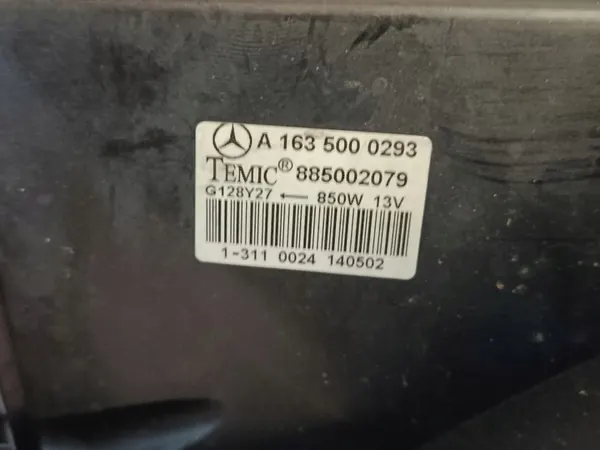 A 163 500 0293
TEMIC® 885002079
G128Y27 ← 850W 13V
1-311 0024 140502